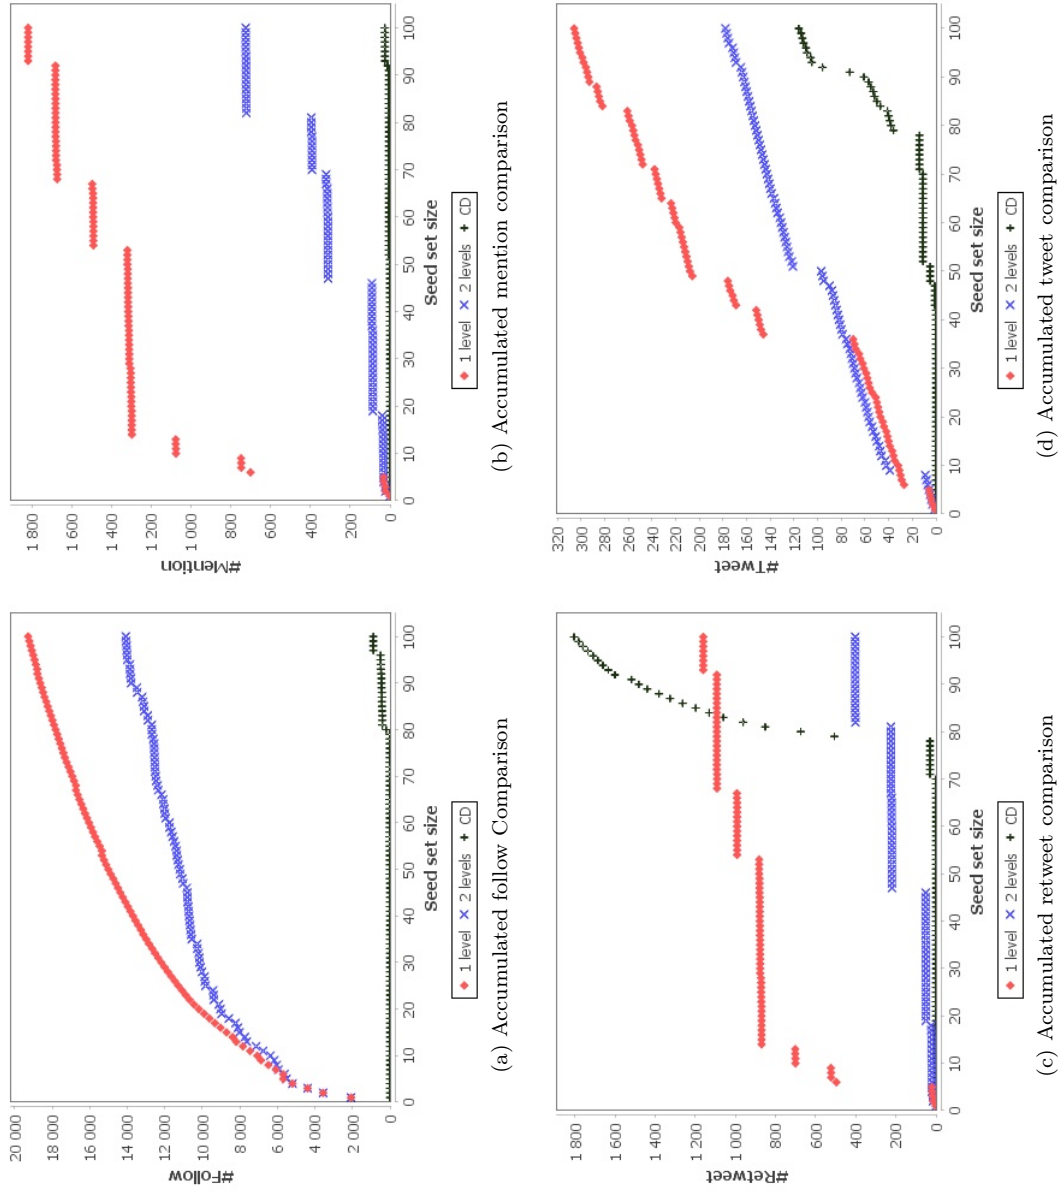 20 000
18 000
16 000
14 000
12 000
10 000
8 000
6 000
4 000
2 000
0
#Follow
0 10 20 30 40 50 60 70 80 90 100
Seed set size
1 level 2 levels CD
(a) Accumulated follow Comparison
1 800
1 600
1 400
1 200
1 000
800
600
400
200
0
#Mention
0 10 20 30 40 50 60 70 80 90 100
Seed set size
1 level 2 levels CD
(b) Accumulated mention comparison
1 800
1 600
1 400
1 200
1 000
800
600
400
200
0
#Retweet
0 10 20 30 40 50 60 70 80 90 100
Seed set size
1 level 2 levels CD
(c) Accumulated retweet comparison
320
300
280
260
240
220
200
180
160
140
120
100
80
60
40
20
0
#Tweet
0 10 20 30 40 50 60 70 80 90 100
Seed set size
1 level 2 levels CD
(d) Accumulated tweet comparison